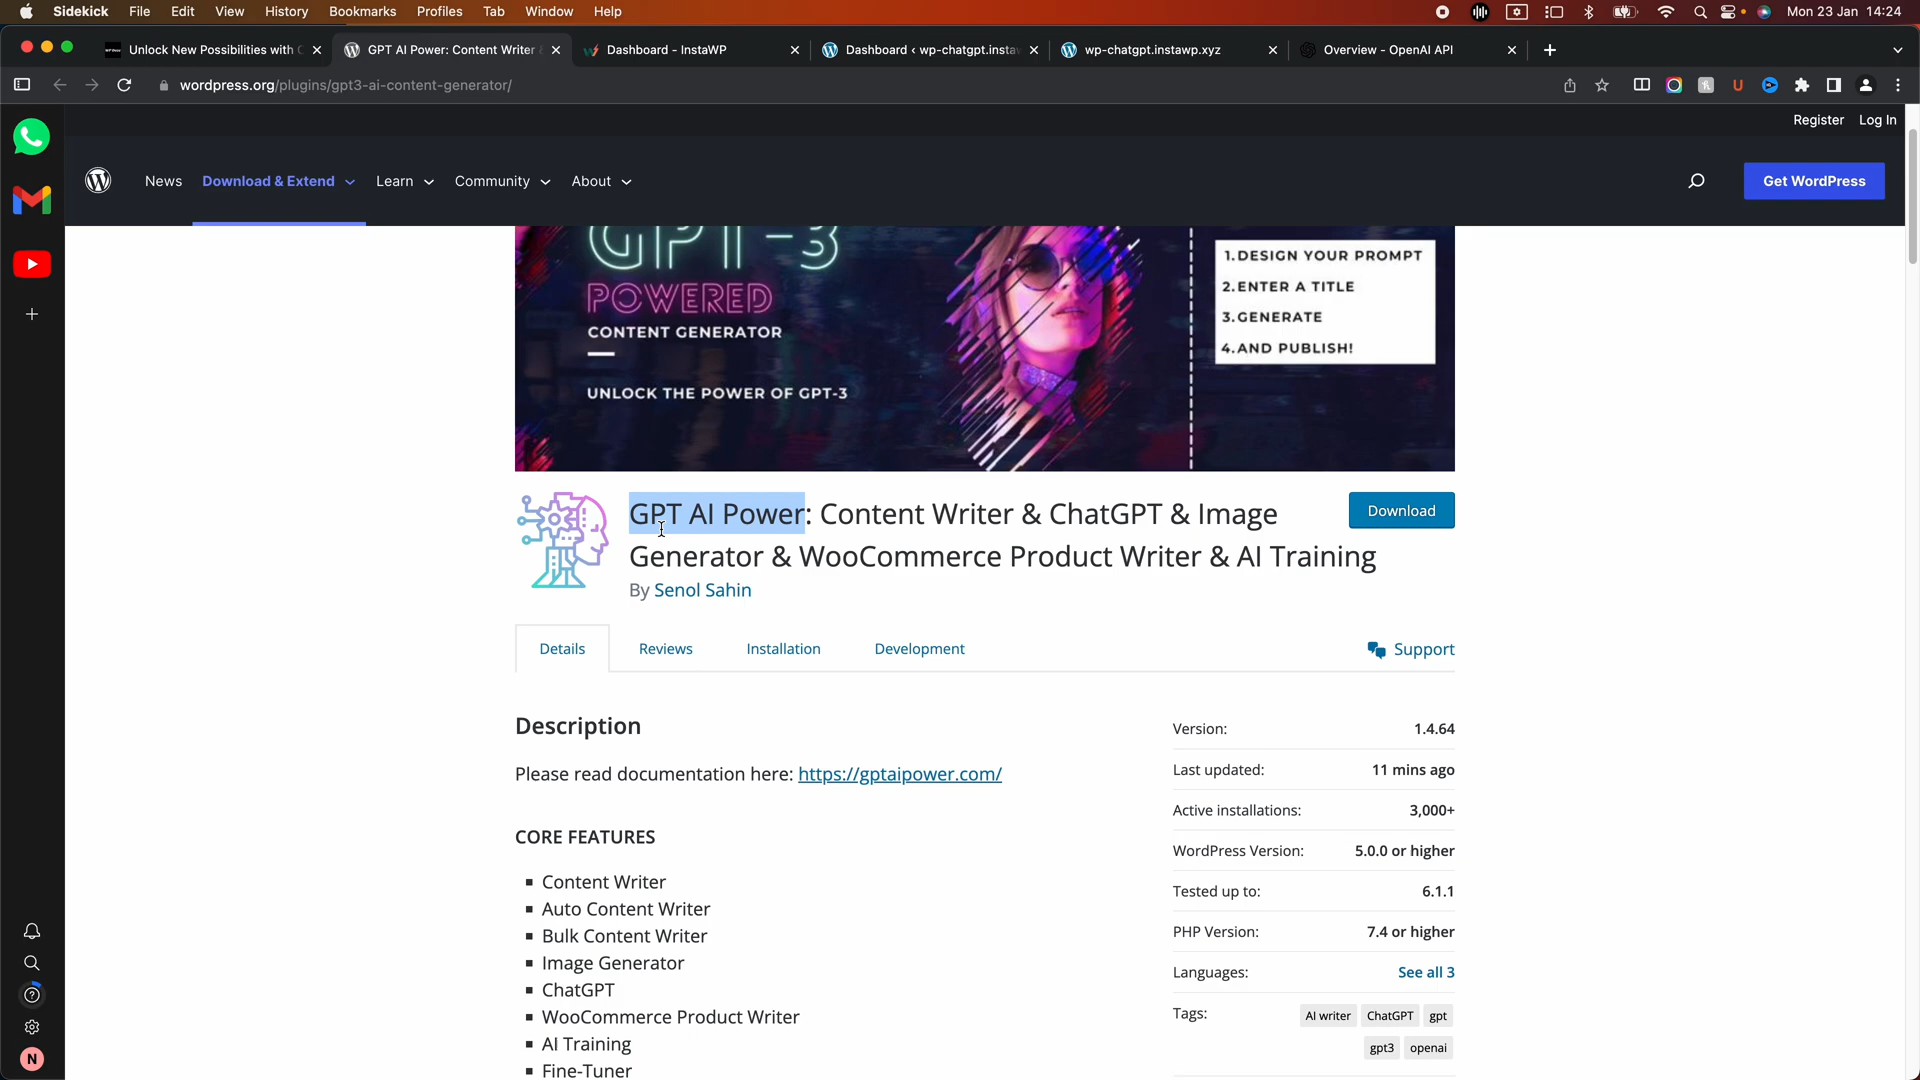 Sidekick File Edit View History Bookmarks Profiles Tab Window Help Mon 23 Jan 14:24
Unlock New Possibilities with GPT AI Power: Content Writer Dashboard - InstaWP Dashboard ‹ wp-chatgpt.insta wp-chatgpt.instawp.xyz Overview - OpenAI API
wordpress.org/plugins/gpt3-ai-content-generator/
Register Log In
News Download & Extend Learn Community About Get WordPress
GPT-3
POWERED
CONTENT GENERATOR
UNLOCK THE POWER OF GPT-3
1.DESIGN YOUR PROMPT
2.ENTER A TITLE
3.GENERATE
4.AND PUBLISH!
GPT AI Power: Content Writer & ChatGPT & Image
Generator & WooCommerce Product Writer & AI Training
Download
By Senol Sahin
Details Reviews Installation Development Support
Description
Please read documentation here: https://gptaipower.com/
CORE FEATURES
▪ Content Writer
▪ Auto Content Writer
▪ Bulk Content Writer
▪ Image Generator
▪ ChatGPT
▪ WooCommerce Product Writer
▪ AI Training
▪ Fine-Tuner
Version: 1.4.64
Last updated: 11 mins ago
Active installations: 3,000+
WordPress Version: 5.0.0 or higher
Tested up to: 6.1.1
PHP Version: 7.4 or higher
Languages: See all 3
Tags: AI writer ChatGPT gpt
gpt3 openai
N